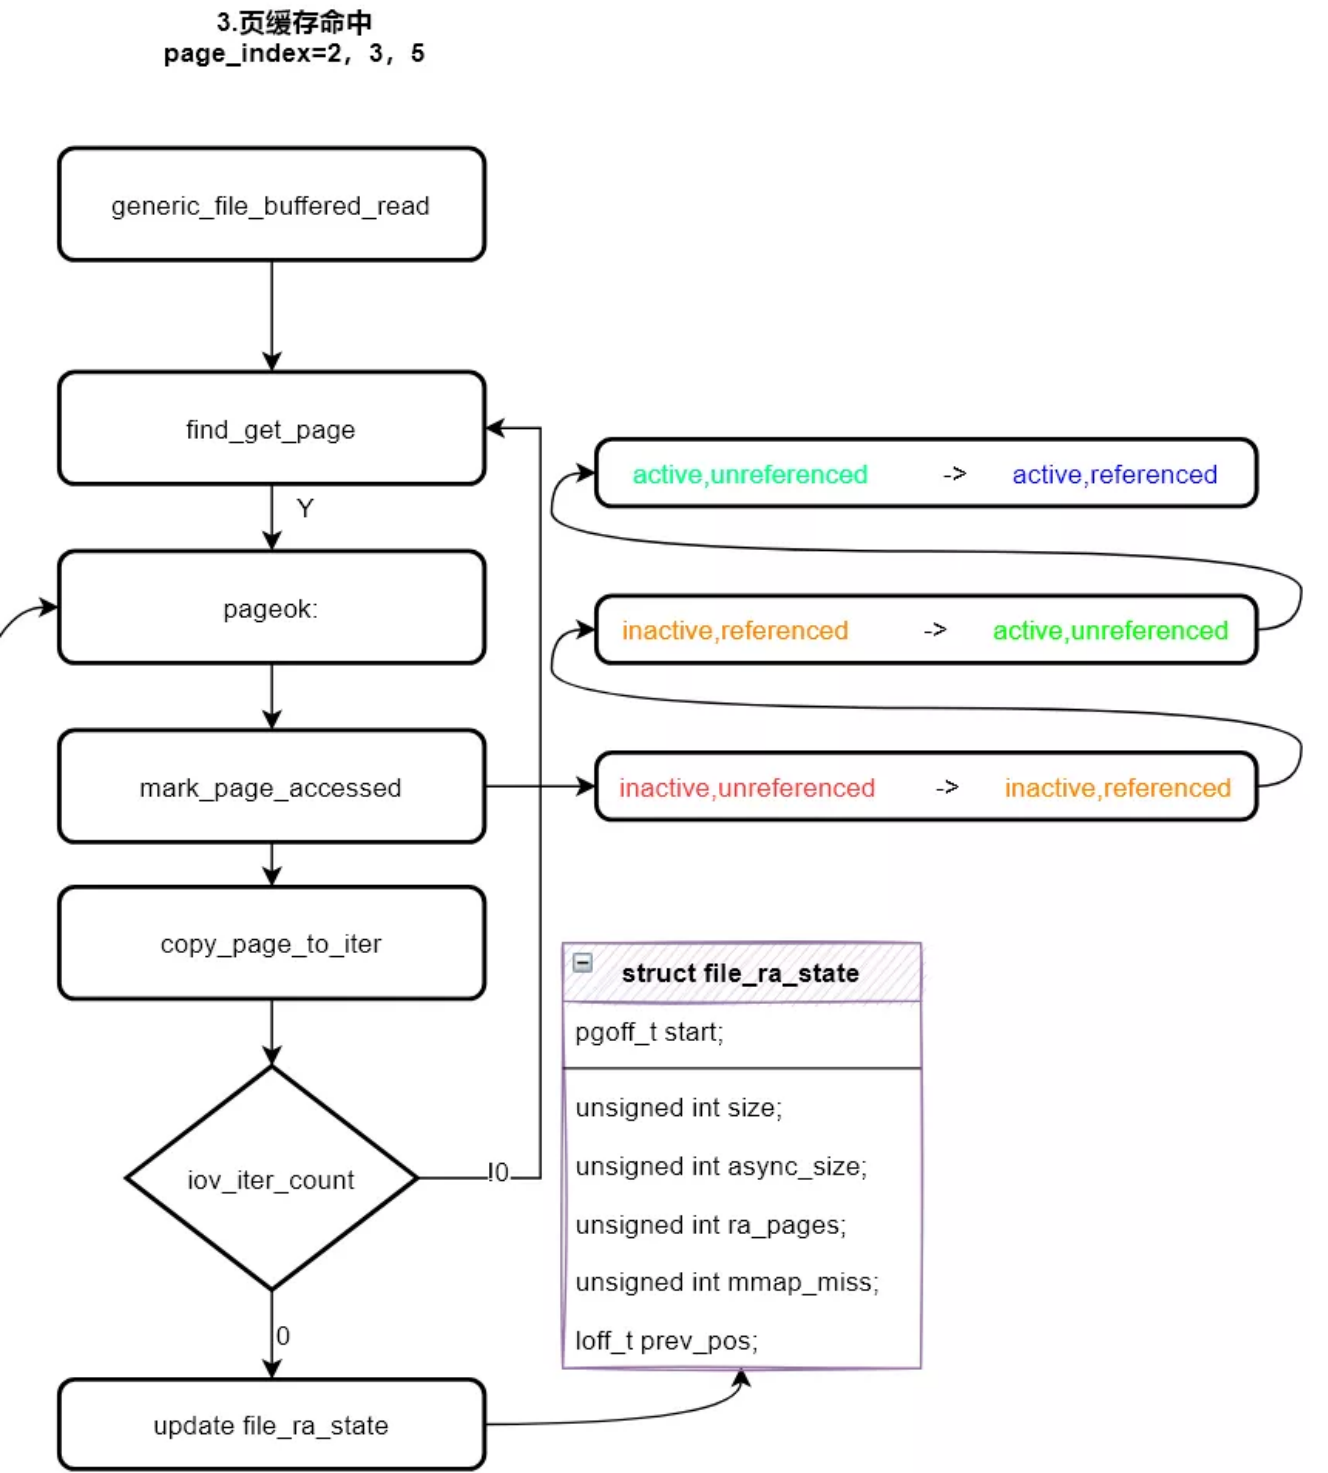 3.页缓存命中
page_index=2，3，5
generic_file_buffered_read
find_get_page
Y
pageok:
mark_page_accessed
copy_page_to_iter
iov_iter_count
!0
0
update file_ra_state
active,unreferenced -> active,referenced
inactive,referenced -> active,unreferenced
inactive,unreferenced -> inactive,referenced
struct file_ra_state
pgoff_t start;
unsigned int size;
unsigned int async_size;
unsigned int ra_pages;
unsigned int mmap_miss;
loff_t prev_pos;